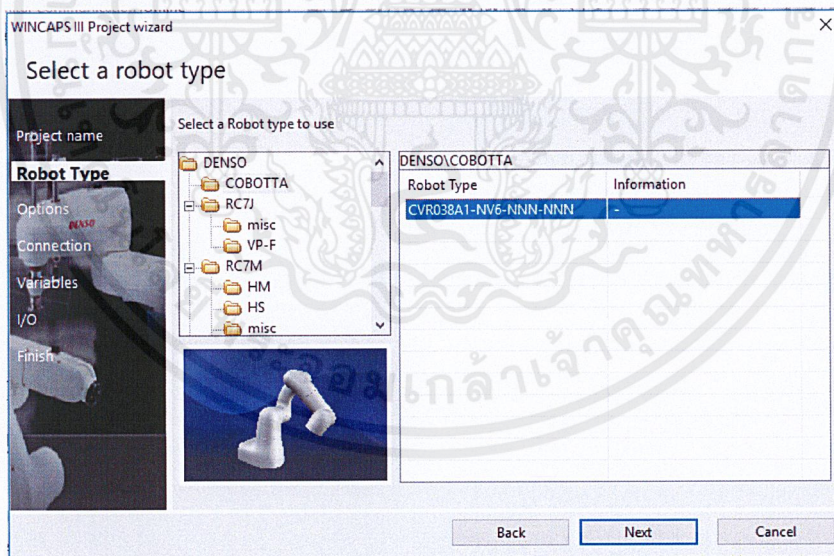 WINCAPS III Project wizard
Select a robot type
Project name
Robot Type
Options
Connection
Variables
I/O
Finish
DENSO
Select a Robot type to use
DENSO
COBOTTA
RC7J
misc
VP-F
RC7M
HM
HS
misc
DENSO\COBOTTA
Robot Type Information
CVR038A1-NV6-NNN-NNN -
Back Next Cancel